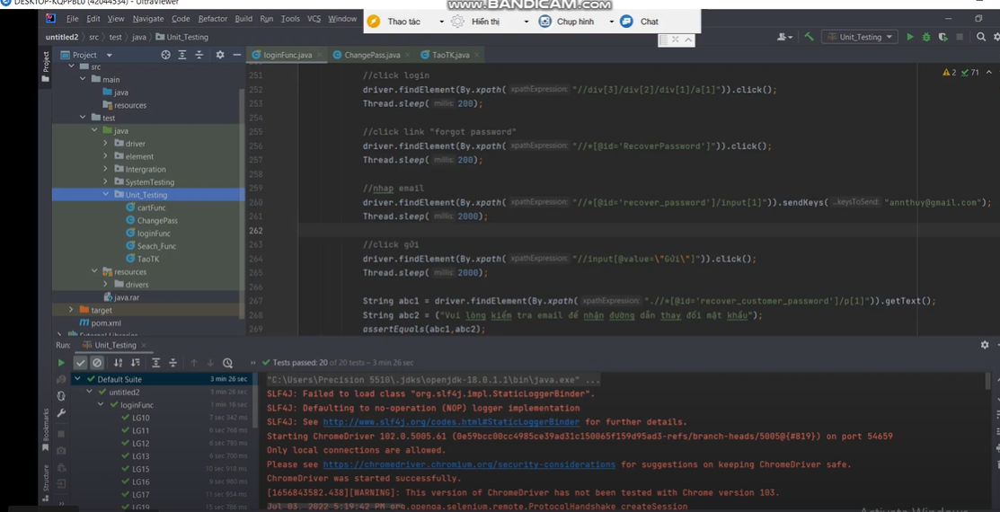 DESKTOP-KQPPBL0 (42044534) - UltraViewer
www.BANDICAM.com
File Edit View Navigate Code Refactor Build Run Tools VCS Window
Thao tác Hiển thị Chụp hình Chat
untitled2 src test java Unit_Testing
Unit_Testing
Project
loginFunc.java ChangePass.java TaoTK.java
Project
src
main
java
resources
test
java
driver
element
Intergration
SystemTesting
Unit_Testing
cartFunc
ChangePass
loginFunc
Seach_Func
TaoTK
resources
drivers
java.rar
target
pom.xml
External Libraries
2 71
251 //click login
252 driver.findElement(By.xpath( xpathExpression: "//div[3]/div[2]/div[1]/a[1]")).click();
253 Thread.sleep( millis: 200);
254
255 //click link "forgot password"
256 driver.findElement(By.xpath( xpathExpression: "//*[@id='RecoverPassword']")).click();
257 Thread.sleep( millis: 200);
258
259 //nhap email
260 driver.findElement(By.xpath( xpathExpression: "//*[@id='recover_password']/input[1]")).sendKeys( ...keysToSend: "annthuy@gmail.com");
261 Thread.sleep( millis: 2000);
262
263 //click gửi
264 driver.findElement(By.xpath( xpathExpression: "//input[@value=\"Gửi\"]")).click();
265 Thread.sleep( millis: 2000);
266
267 String abc1 = driver.findElement(By.xpath( xpathExpression: ".//*[@id='recover_customer_password']/p[1]")).getText();
268 String abc2 = ("Vui lòng kiểm tra email để nhận đường dẫn thay đổi mật khẩu");
269 assertEquals(abc1,abc2);
Run: Unit_Testing
Tests passed: 20 of 20 tests – 3 min 26 sec
Default Suite 3 min 26 sec
untitled2 3 min 26 sec
loginFunc 1 min 16 sec
LG10 7 sec 342 ms
LG11 6 sec 766 ms
LG12 6 sec 793 ms
LG13 6 sec 700 ms
LG15 10 sec 918 ms
LG16 9 sec 980 ms
LG17 11 sec 954 ms
LG19 15 sec 786 ms
"C:\Users\Precision 5510\.jdks\openjdk-18.0.1.1\bin\java.exe" ...
SLF4J: Failed to load class "org.slf4j.impl.StaticLoggerBinder".
SLF4J: Defaulting to no-operation (NOP) logger implementation
SLF4J: See http://www.slf4j.org/codes.html#StaticLoggerBinder for further details.
Starting ChromeDriver 102.0.5005.61 (0e59bcc00cc4985ce39ad31c150065f159d95ad3-refs/branch-heads/5005@{#819}) on port 54659
Only local connections are allowed.
Please see https://chromedriver.chromium.org/security-considerations for suggestions on keeping ChromeDriver safe.
ChromeDriver was started successfully.
[1656843582.438][WARNING]: This version of ChromeDriver has not been tested with Chrome version 103.
Jul 03, 2022 5:19:42 PM org.openqa.selenium.remote.ProtocolHandshake createSession
Bookmarks
Structure
Activate Windows